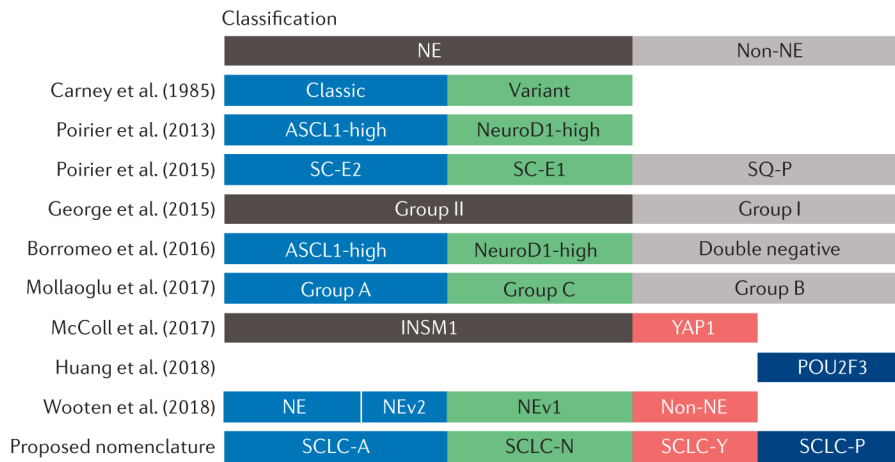 Classification
NE Non-NE
Carney et al. (1985) Classic Variant
Poirier et al. (2013) ASCL1-high NeuroD1-high
Poirier et al. (2015) SC-E2 SC-E1 SQ-P
George et al. (2015) Group II Group I
Borromeo et al. (2016) ASCL1-high NeuroD1-high Double negative
Mollaoglu et al. (2017) Group A Group C Group B
McColl et al. (2017) INSM1 YAP1
Huang et al. (2018) POU2F3
Wooten et al. (2018) NE NEv2 NEv1 Non-NE
Proposed nomenclature SCLC-A SCLC-N SCLC-Y SCLC-P